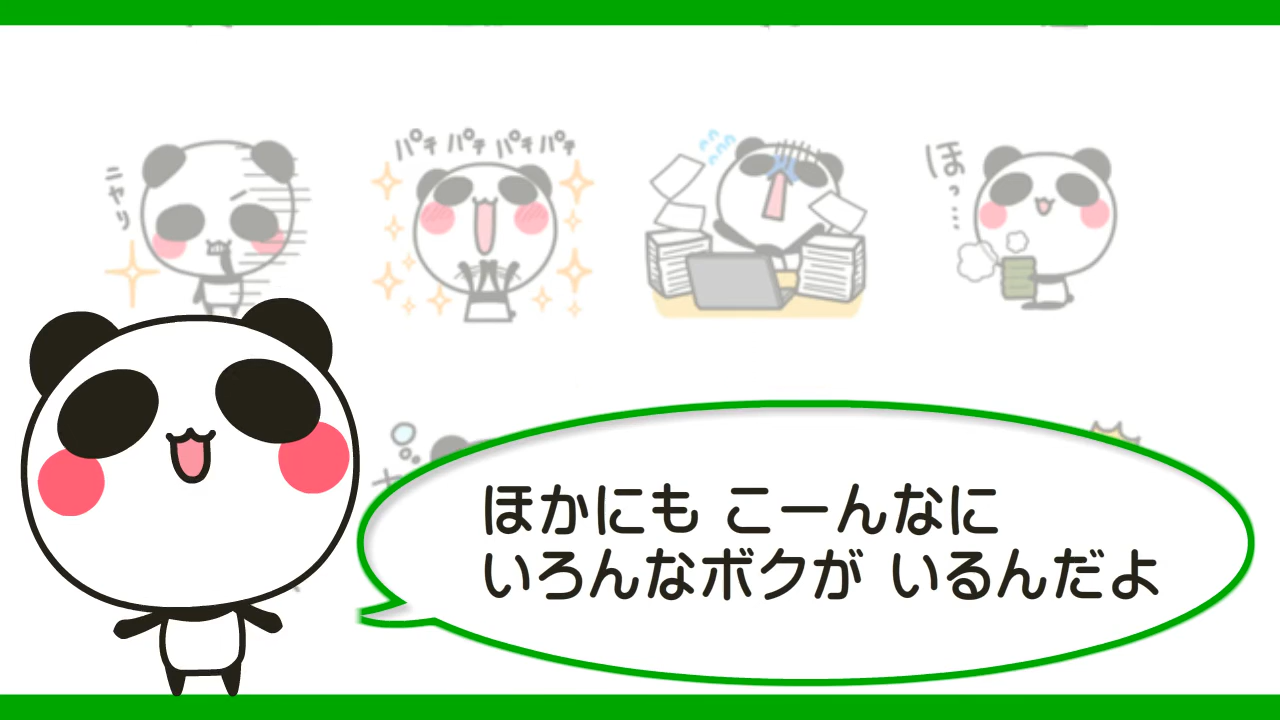 ニヤリ
パチ パチ パチ パチ
ほっ…
ほかにも こーんなに
いろんなボクが いるんだよ